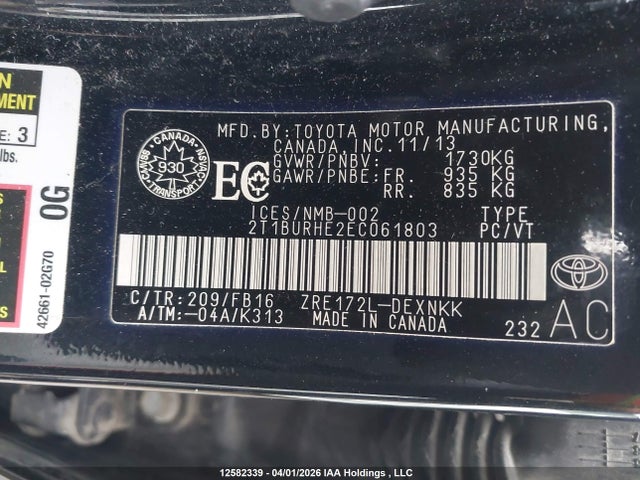 N
MENT
E: 3
lbs.
0G
42661-02G70
CANADA
CMVSS
NSVAC
930
TRANSPORT
EC
MFD.BY:TOYOTA MOTOR MANUFACTURING,
CANADA,INC.11/13
GVWR/PNBV: 1730KG
GAWR/PNBE:FR. 935 KG
RR. 835 KG
ICES/NMB-002 TYPE
2T1BURHE2EC061803 PC/VT
C/TR:209/FB16 ZRE172L-DEXNKK
A/TM:-04A/K313 MADE IN CANADA
232 AC
12582339 - 04/01/2026 IAA Holdings , LLC